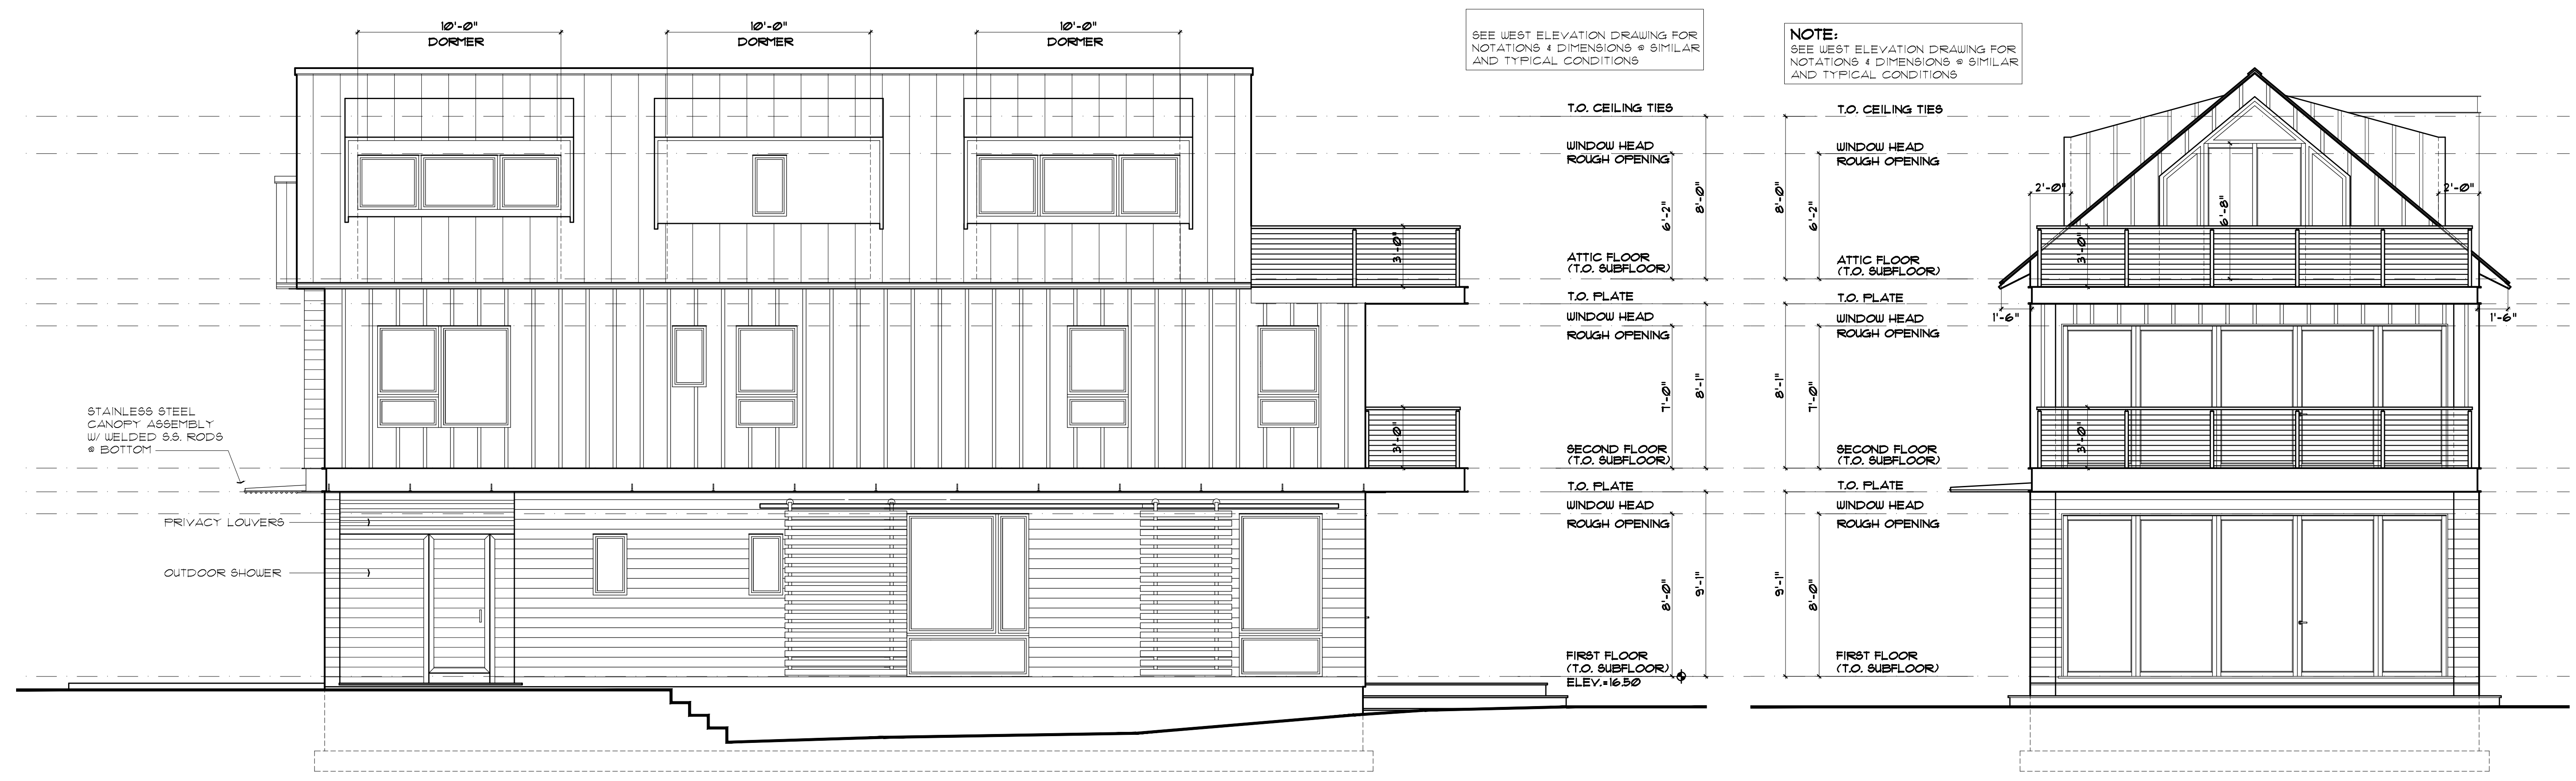 10'-0"
DORMER
10'-0"
DORMER
10'-0"
DORMER
SEE WEST ELEVATION DRAWING FOR
NOTATIONS & DIMENSIONS @ SIMILAR
AND TYPICAL CONDITIONS
NOTE:
SEE WEST ELEVATION DRAWING FOR
NOTATIONS & DIMENSIONS @ SIMILAR
AND TYPICAL CONDITIONS
STAINLESS STEEL
CANOPY ASSEMBLY
W/ WELDED S.S. RODS
@ BOTTOM
PRIVACY LOUVERS
OUTDOOR SHOWER
3'-0"
3'-0"
T.O. CEILING TIES
WINDOW HEAD
ROUGH OPENING
6'-2"
8'-0"
ATTIC FLOOR
(T.O. SUBFLOOR)
T.O. PLATE
WINDOW HEAD
ROUGH OPENING
7'-0"
8'-1"
SECOND FLOOR
(T.O. SUBFLOOR)
T.O. PLATE
WINDOW HEAD
ROUGH OPENING
8'-0"
9'-1"
FIRST FLOOR
(T.O. SUBFLOOR)
ELEV.=16.50
T.O. CEILING TIES
WINDOW HEAD
ROUGH OPENING
8'-0"
6'-2"
ATTIC FLOOR
(T.O. SUBFLOOR)
T.O. PLATE
WINDOW HEAD
ROUGH OPENING
8'-1"
7'-0"
SECOND FLOOR
(T.O. SUBFLOOR)
T.O. PLATE
WINDOW HEAD
ROUGH OPENING
9'-1"
8'-0"
FIRST FLOOR
(T.O. SUBFLOOR)
2'-0"
2'-0"
6'-8"
3'-0"
1'-6"
1'-6"
3'-0"